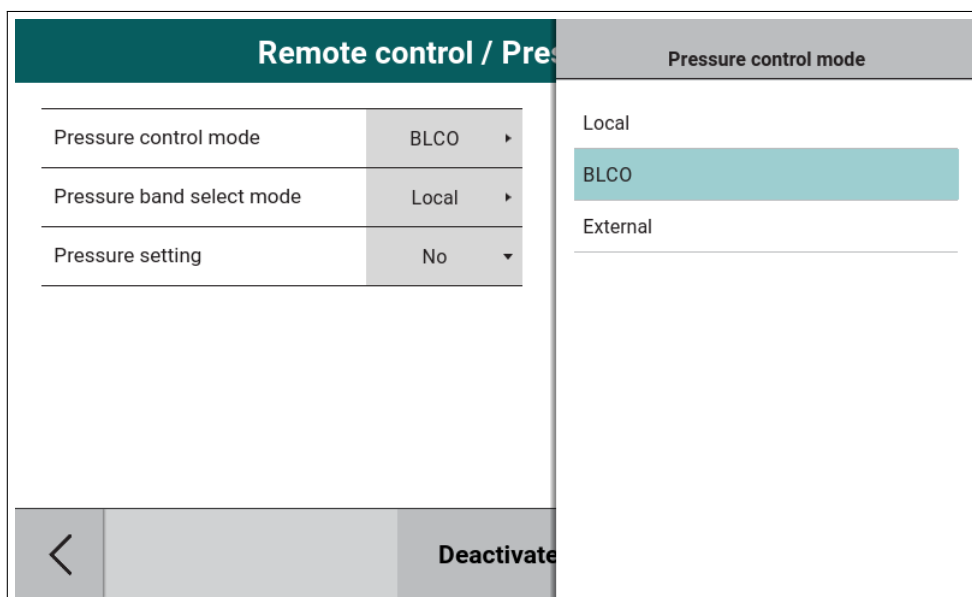 Remote control /
Pressure control mode BLCO
Pressure band select mode Local
Pressure setting No
Deactivate
Pressure control mode
Local
BLCO
External